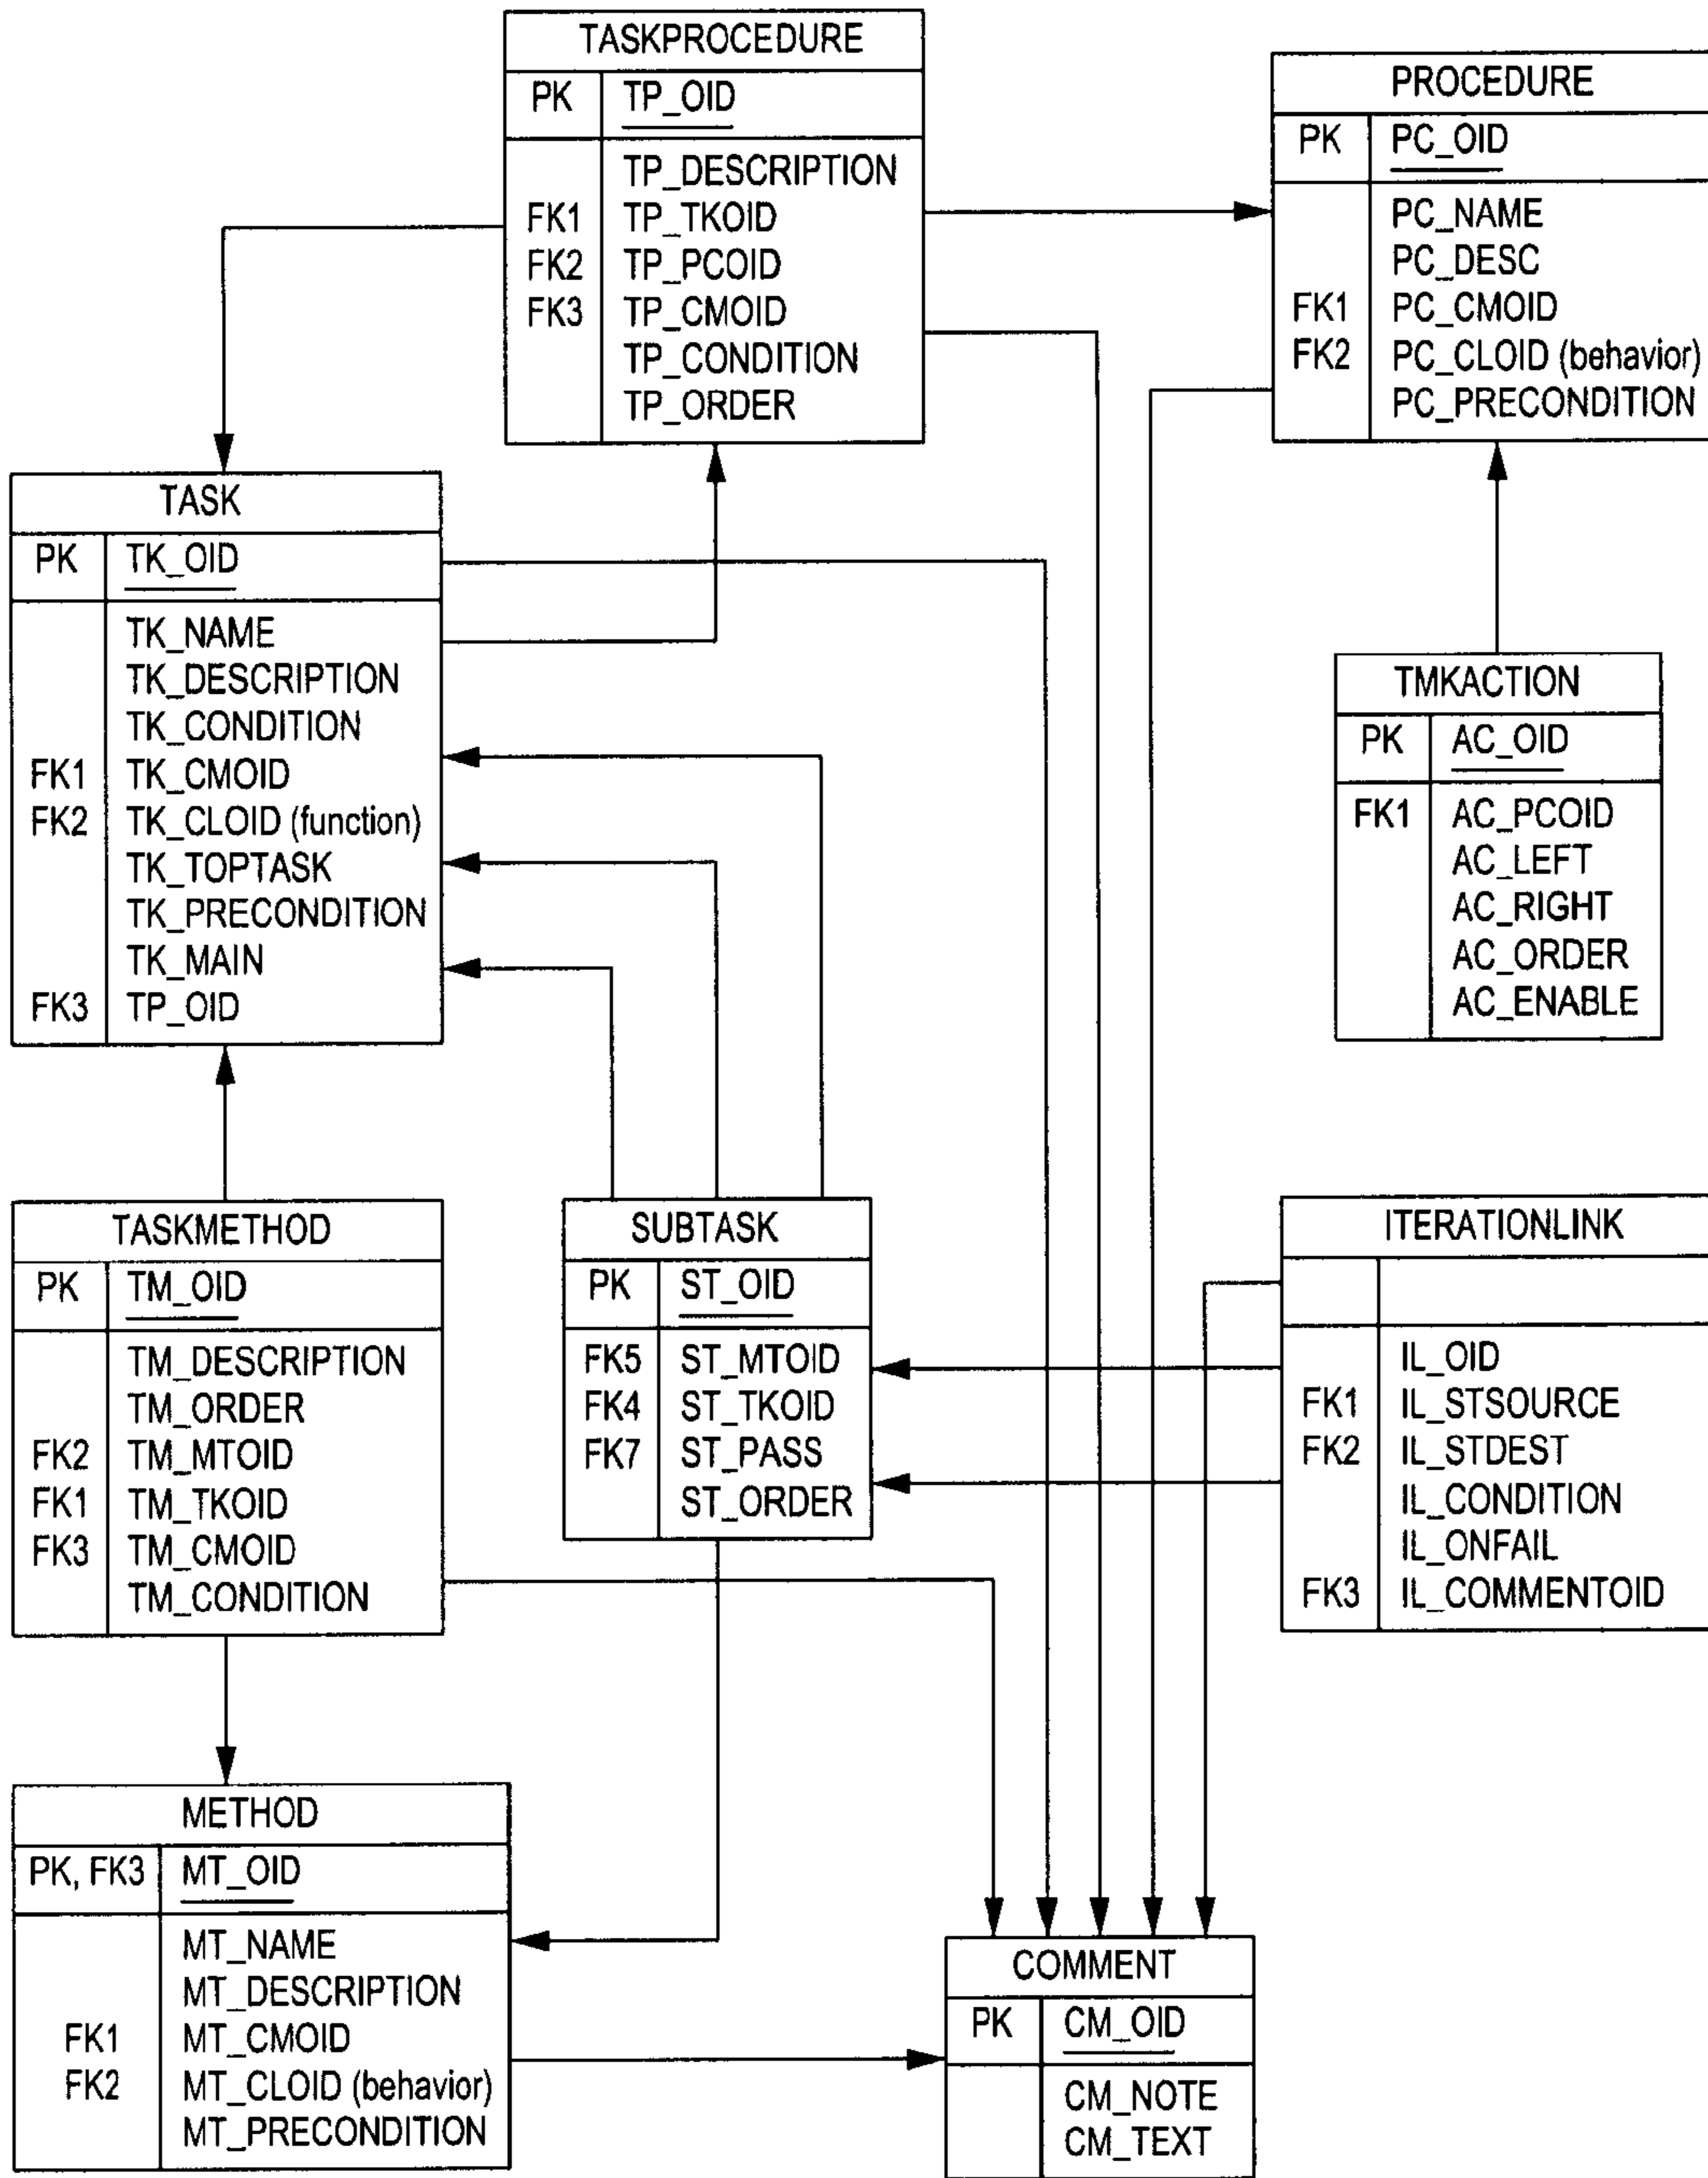 TASKPROCEDURE
PK TP_OID
TP_DESCRIPTION
FK1 TP_TKOID
FK2 TP_PCOID
FK3 TP_CMOID
TP_CONDITION
TP_ORDER
PROCEDURE
PK PC_OID
PC_NAME
PC_DESC
FK1 PC_CMOID
FK2 PC_CLOID (behavior)
PC_PRECONDITION
TASK
PK TK_OID
TK_NAME
TK_DESCRIPTION
TK_CONDITION
FK1 TK_CMOID
FK2 TK_CLOID (function)
TK_TOPTASK
TK_PRECONDITION
TK_MAIN
FK3 TP_OID
TMKACTION
PK AC_OID
FK1 AC_PCOID
AC_LEFT
AC_RIGHT
AC_ORDER
AC_ENABLE
TASKMETHOD
PK TM_OID
TM_DESCRIPTION
TM_ORDER
FK2 TM_MTOID
FK1 TM_TKOID
FK3 TM_CMOID
TM_CONDITION
SUBTASK
PK ST_OID
FK5 ST_MTOID
FK4 ST_TKOID
FK7 ST_PASS
ST_ORDER
ITERATIONLINK
IL_OID
FK1 IL_STSOURCE
FK2 IL_STDEST
IL_CONDITION
IL_ONFAIL
FK3 IL_COMMENTOID
METHOD
PK, FK3 MT_OID
MT_NAME
MT_DESCRIPTION
FK1 MT_CMOID
FK2 MT_CLOID (behavior)
MT_PRECONDITION
COMMENT
PK CM_OID
CM_NOTE
CM_TEXT